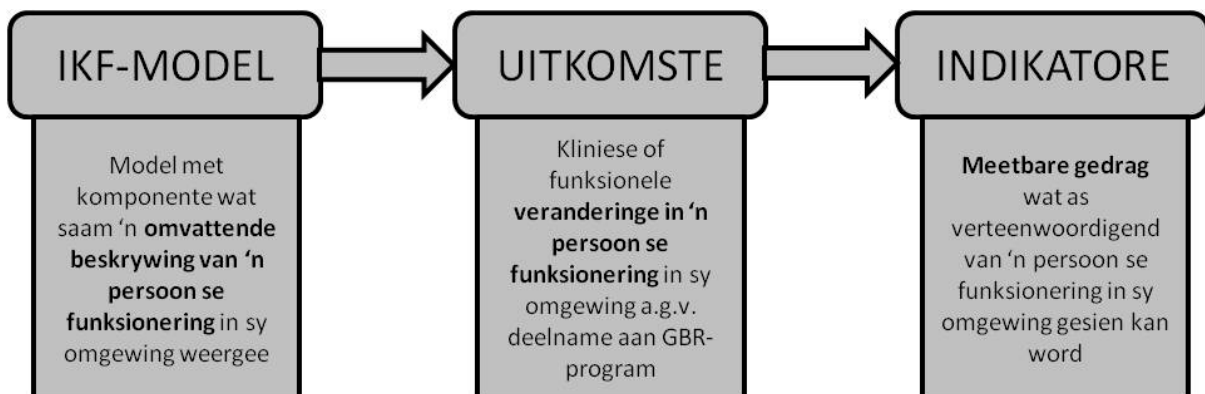 IKF-MODEL
Model met
komponente wat
saam ‘n omvattende
beskrywing van ‘n
persoon se
funksionering in sy
omgewing weergee
UITKOMSTE
Kliniese of
funksionele
veranderinge in ‘n
persoon se
funksionering in sy
omgewing a.g.v.
deelname aan GBR-
program
INDIKATORE
Meetbare gedrag
wat as
verteenwoordigend
van ‘n persoon se
funksionering in sy
omgewing gesien kan
word